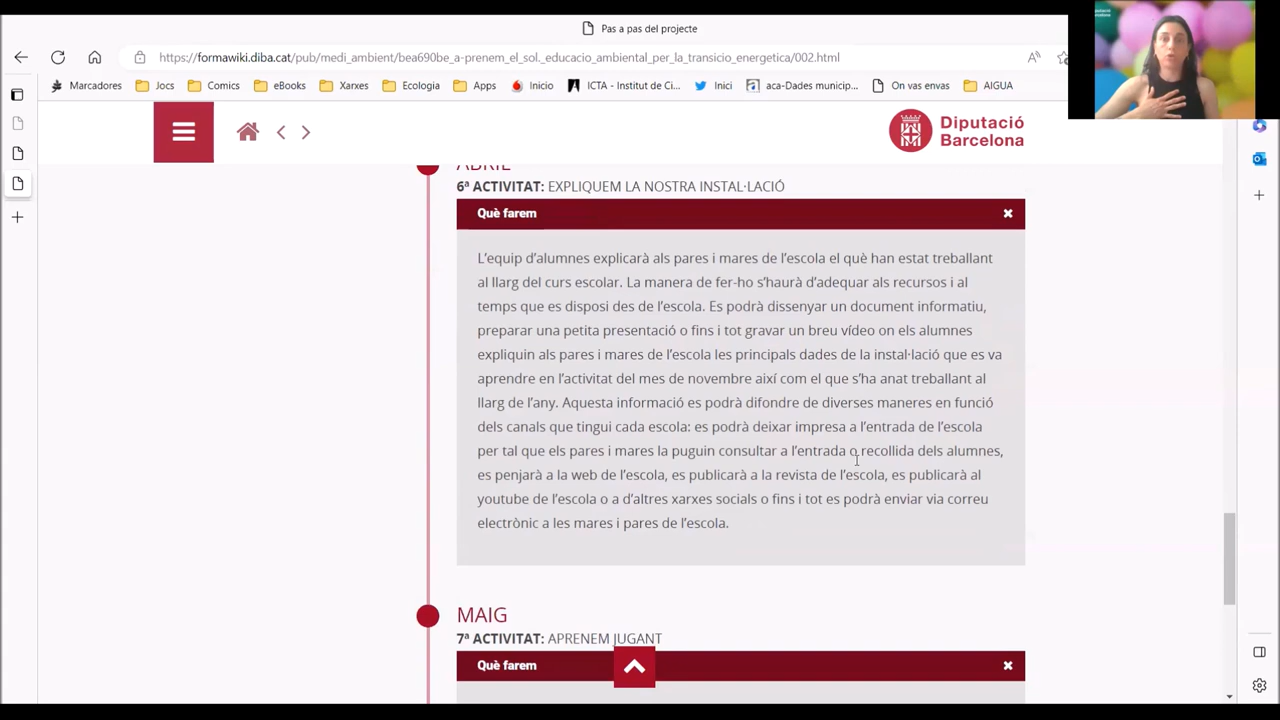 Pas a pas del projecte
Diputació Barcelona
https://formawiki.diba.cat/pub/medi_ambient/bea690be_a-prenem_el_sol._educacio_ambiental_per_la_transicio_energetica/002.html
Marcadores Jocs Comics eBooks Xarxes Ecologia Apps Inicio ICTA - Institut de Ci... Inici aca-Dades municip... On vas envas AIGUA
Diputació
Barcelona
ABRIL
6ª ACTIVITAT: EXPLIQUEM LA NOSTRA INSTAL·LACIÓ
Què farem
L’equip d’alumnes explicarà als pares i mares de l’escola el què han estat treballant
al llarg del curs escolar. La manera de fer-ho s’haurà d’adequar als recursos i al
temps que es disposi des de l’escola. Es podrà dissenyar un document informatiu,
preparar una petita presentació o fins i tot gravar un breu vídeo on els alumnes
expliquin als pares i mares de l’escola les principals dades de la instal·lació que es va
aprendre en l’activitat del mes de novembre així com el que s’ha anat treballant al
llarg de l’any. Aquesta informació es podrà difondre de diverses maneres en funció
dels canals que tingui cada escola: es podrà deixar impresa a l’entrada de l’escola
per tal que els pares i mares la puguin consultar a l’entrada o recollida dels alumnes,
es penjarà a la web de l’escola, es publicarà a la revista de l’escola, es publicarà al
youtube de l’escola o a d’altres xarxes socials o fins i tot es podrà enviar via correu
electrònic a les mares i pares de l’escola.
MAIG
7ª ACTIVITAT: APRENEM JUGANT
Què farem